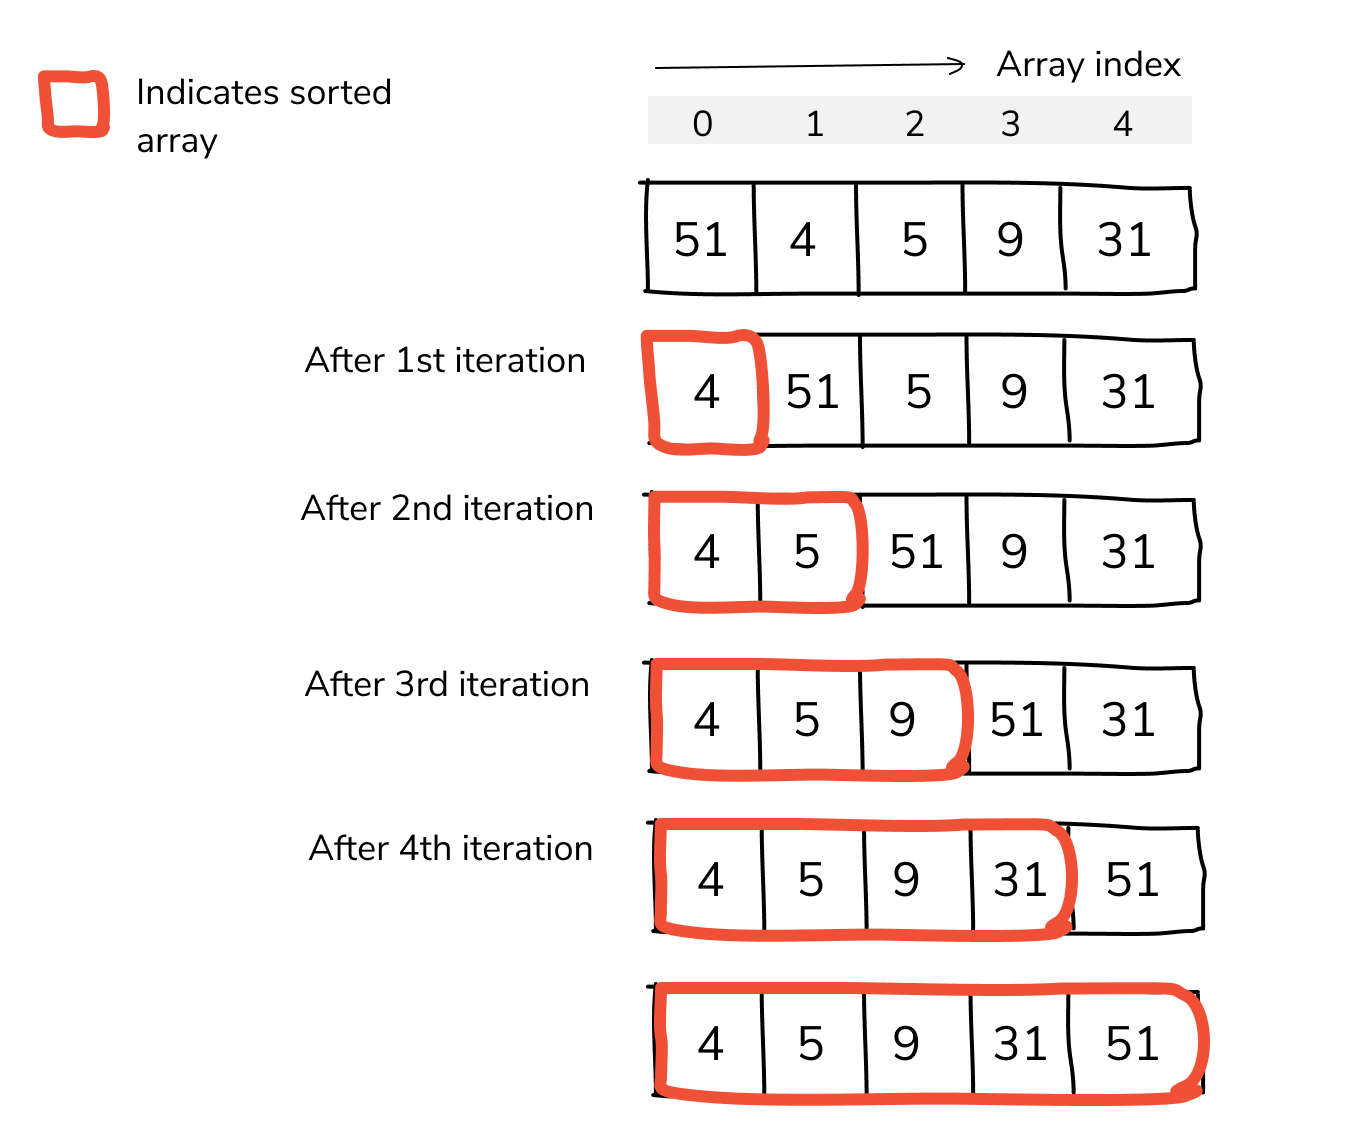 Array index
Indicates sorted
array
0 1 2 3 4
51 4 5 9 31
After 1st iteration
4 51 5 9 31
After 2nd iteration
4 5 51 9 31
After 3rd iteration
4 5 9 51 31
After 4th iteration
4 5 9 31 51
4 5 9 31 51